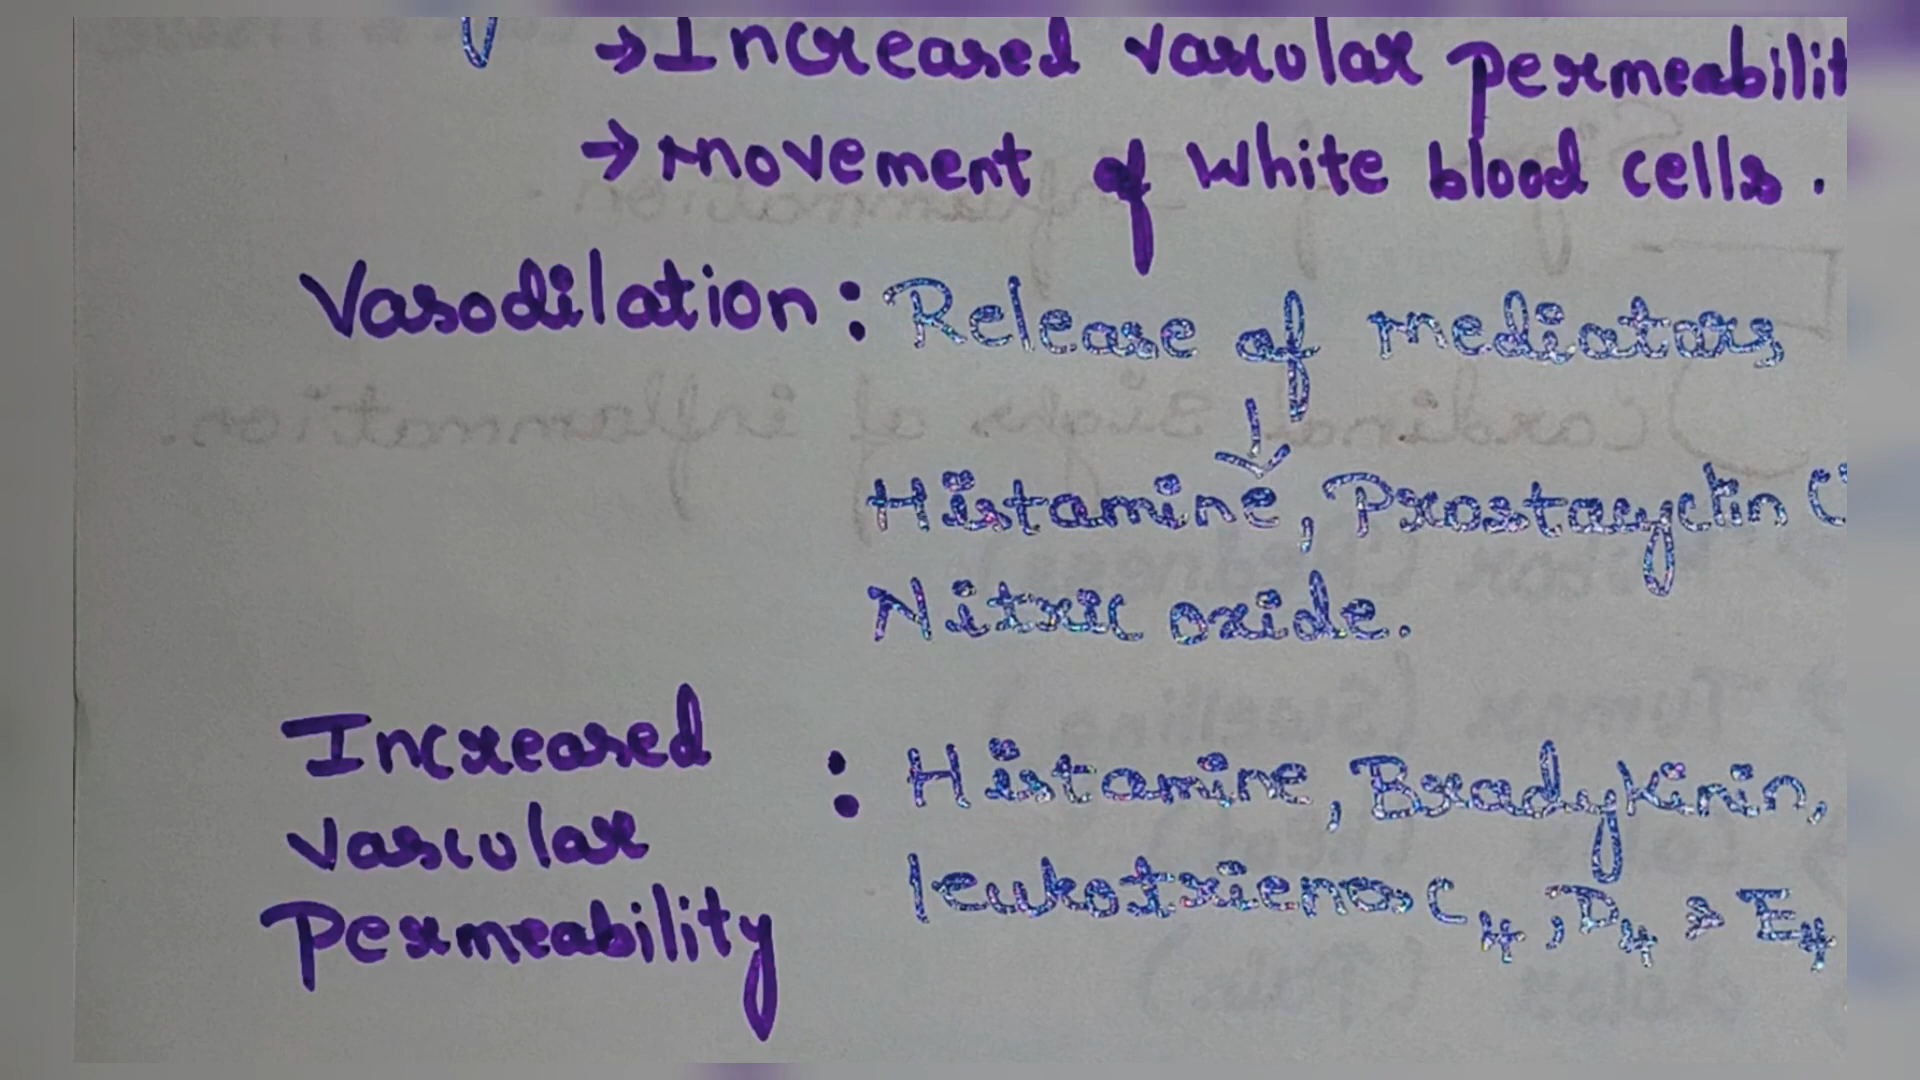 →Increased vascular permeabilit
→movement of white blood cells.
Vasodilation: Release of mediators
↓
Histamine, Prostacyclin (
Nitric oxide.
Increased
vascular
Permeability
: Histamine, Bradykinin,
leukotrienes C4, D4, E4